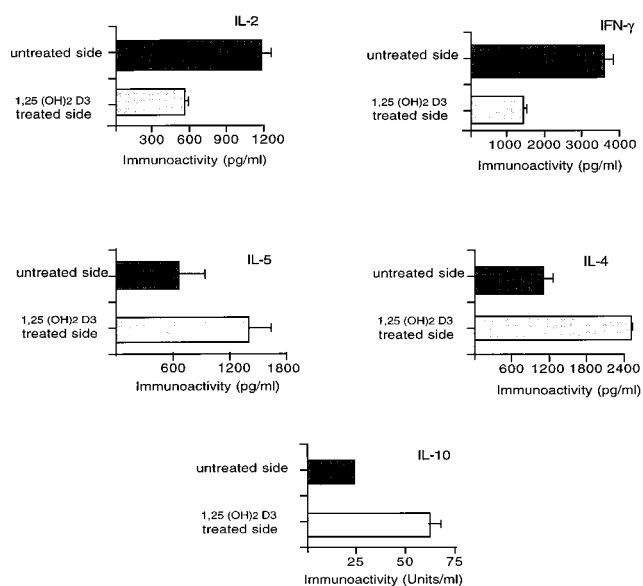 IL-2
untreated side
1,25 (OH)2 D3
treated side
300 600 900 1200
Immunoactivity (pg/ml)
IFN-γ
untreated side
1,25 (OH)2 D3
treated side
1000 2000 3000 4000
Immunoactivity (pg/ml)
IL-5
untreated side
1,25 (OH)2 D3
treated side
600 1200 1800
Immunoactivity (pg/ml)
IL-4
untreated side
1,25 (OH)2 D3
treated side
600 1200 1800 2400
Immunoactivity (pg/ml)
IL-10
untreated side
1,25 (OH)2 D3
treated side
25 50 75
Immunoactivity (Units/ml)